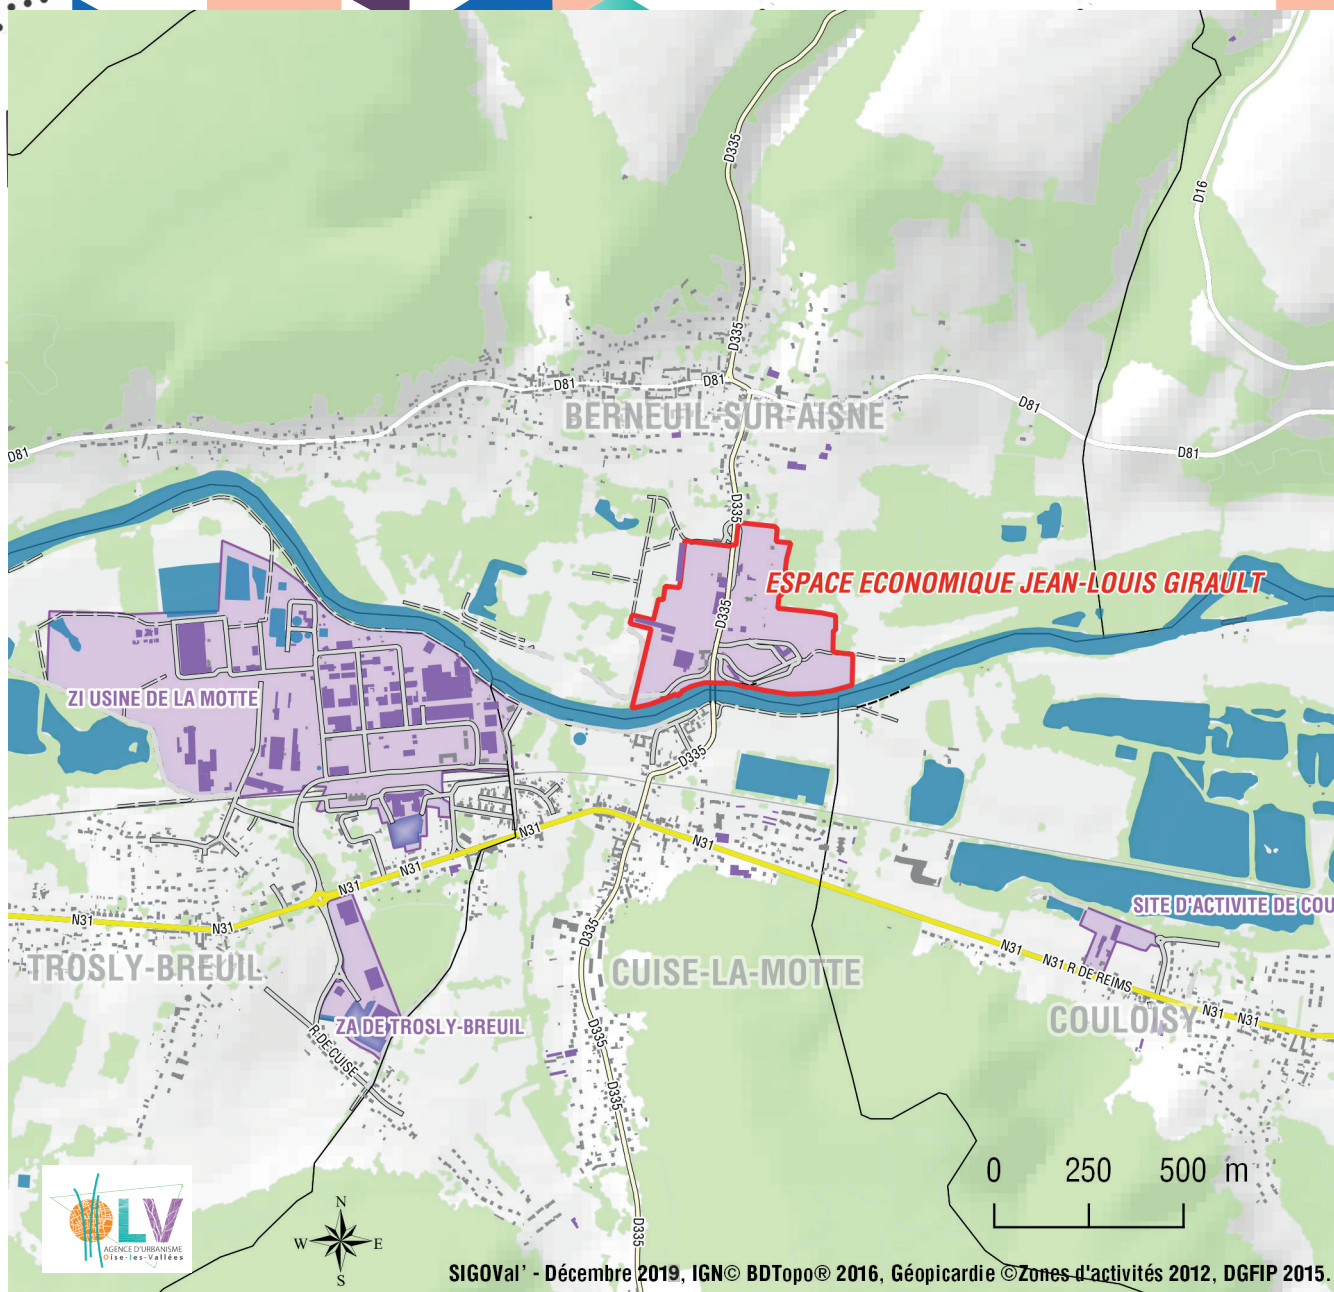 D335
D16
D335
D81
D81
D81
BERNEUIL-SUR-AISNE
D81
D81
D335
ESPACE ECONOMIQUE JEAN-LOUIS GIRAULT
D335
ZI USINE DE LA MOTTE
D335
N31
N31
N31
N31
N31
N31
SITE D'ACTIVITE DE COU
D335
N31
N31 R DE REIMS
TROSLY-BREUIL
CUISE-LA-MOTTE
COULOISY
N31
N31
ZA DE TROSLY-BREUIL
R DE CUISE
D335
D335
D335
0 250 500 m
OLV
AGENCE D'URBANISME
Oise-les-Vallées
N
W E
S
SIGOVal' - Décembre 2019, IGN© BDTopo® 2016, Géopicardie ©Zones d'activités 2012, DGFIP 2015.